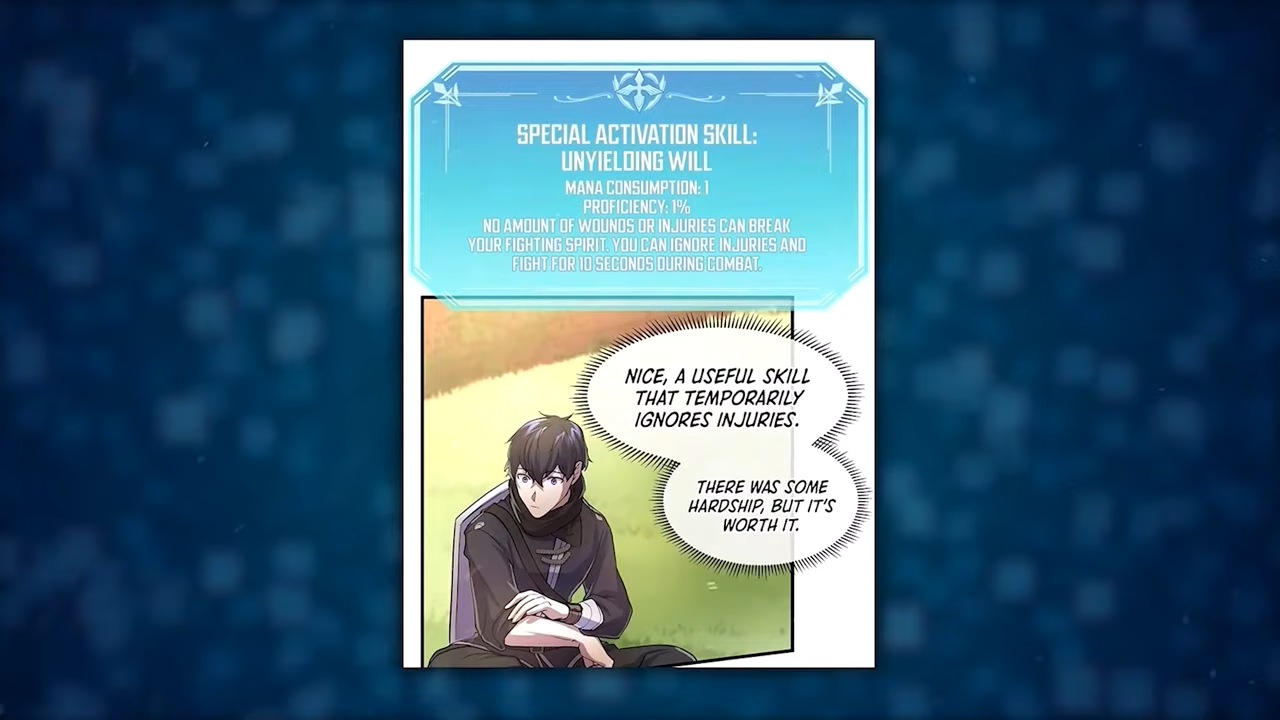 SPECIAL ACTIVATION SKILL:
UNYIELDING WILL
MANA CONSUMPTION: 1
PROFICIENCY: 1%
NO AMOUNT OF WOUNDS OR INJURIES CAN BREAK
YOUR FIGHTING SPIRIT. YOU CAN IGNORE INJURIES AND
FIGHT FOR 10 SECONDS DURING COMBAT.
NICE, A USEFUL SKILL
THAT TEMPORARILY
IGNORES INJURIES.
THERE WAS SOME
HARDSHIP, BUT IT'S
WORTH IT.